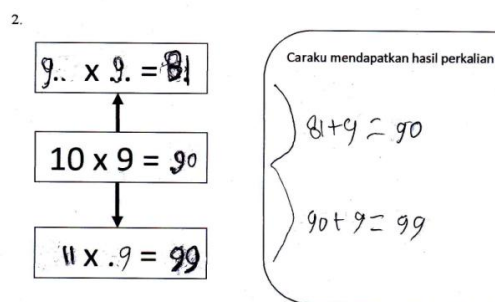 2.
9.. x 9. = 81
10 x 9 = 90
11 x .9 = 99
Caraku mendapatkan hasil perkalian
81+9 = 90
90+9 = 99